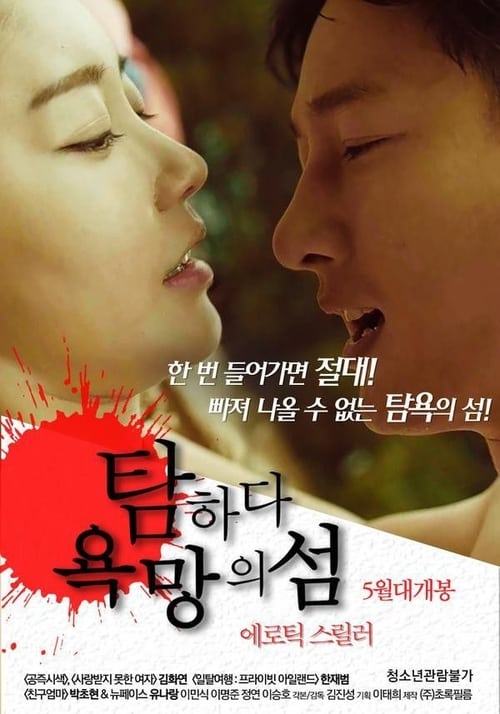 한 번 들어가면 절대!
빠져 나올 수 없는 탐욕의 섬!
탐하다
욕망의 섬
5월대개봉
에로틱 스릴러
청소년관람불가
<공즉시색>, <사랑받지 못한 여자> 김화연 <일탈여행 : 프라이빗 아일랜드> 한재범
<친구엄마> 박초현 & 뉴페이스 유나랑 이민식 이명준 정연 이승호 각본/감독 김진성 기획 이태희 제작 (주)초록필름